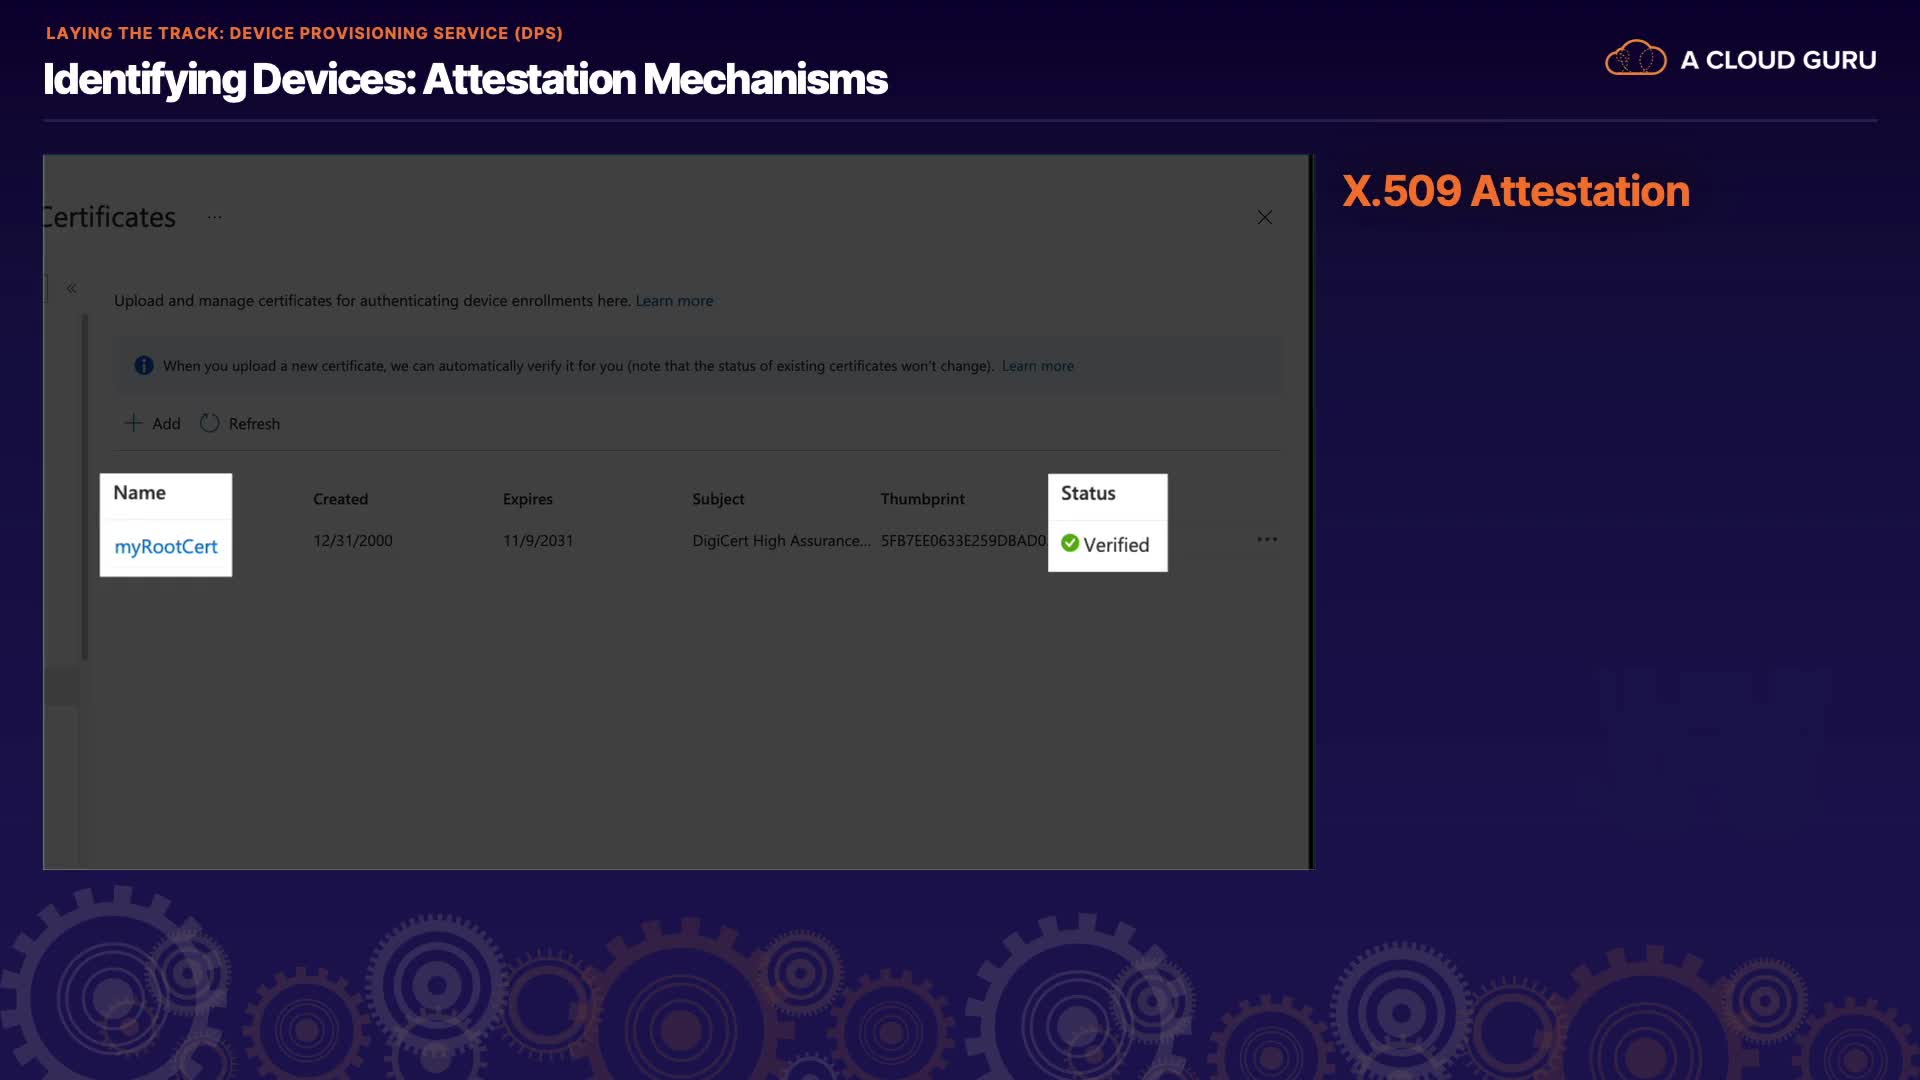 LAYING THE TRACK: DEVICE PROVISIONING SERVICE (DPS)
Identifying Devices: Attestation Mechanisms
A CLOUD GURU
X.509 Attestation
Certificates ...
Upload and manage certificates for authenticating device enrollments here. Learn more
When you upload a new certificate, we can automatically verify it for you (note that the status of existing certificates won't change). Learn more
Add Refresh
Name Created Expires Subject Thumbprint Status
myRootCert 12/31/2000 11/9/2031 DigiCert High Assurance... 5FB7EE0633E259DBAD0 Verified